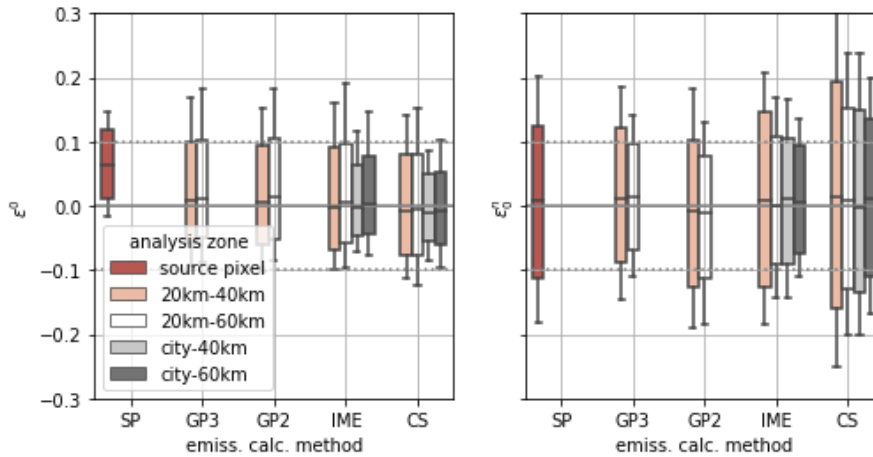 0.3
0.2
0.1
0.0
−0.1
−0.2
−0.3
ε⁰
analysis zone
source pixel
20km-40km
20km-60km
city-40km
city-60km
SP GP3 GP2 IME CS
emiss. calc. method
ε₀⁰
SP GP3 GP2 IME CS
emiss. calc. method